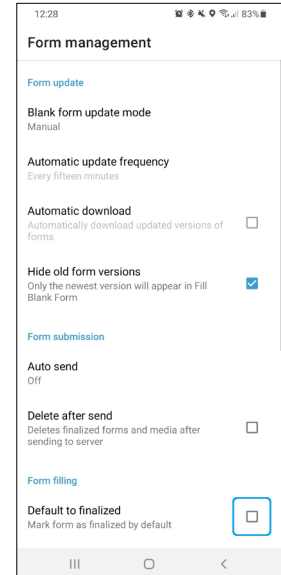 12:28 83%
Form management
Form update
Blank form update mode
Manual
Automatic update frequency
Every fifteen minutes
Automatic download
Automatically download updated versions of
forms
Hide old form versions
Only the newest version will appear in Fill
Blank Form
Form submission
Auto send
Off
Delete after send
Deletes finalized forms and media after
sending to server
Form filling
Default to finalized
Mark form as finalized by default